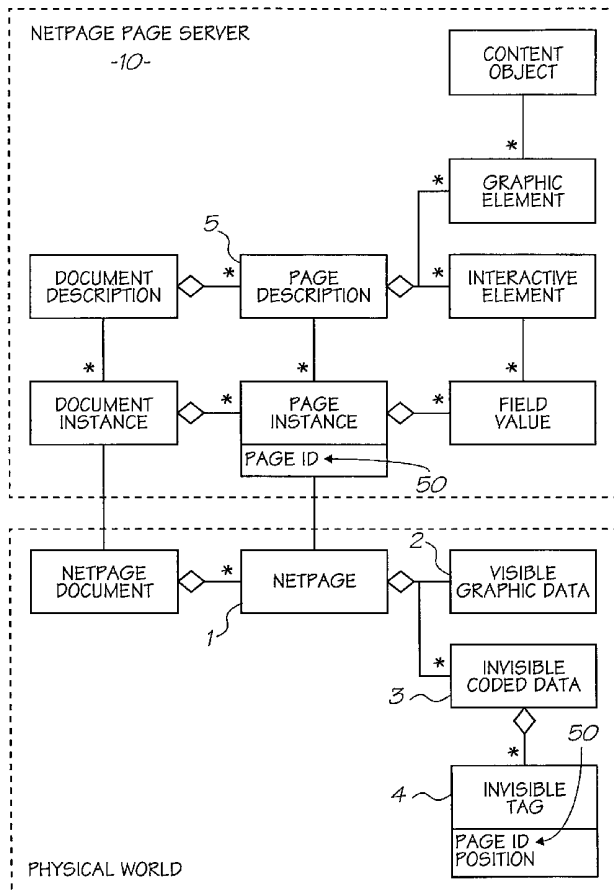 NETPAGE PAGE SERVER
-10-
CONTENT
OBJECT
*
*
GRAPHIC
ELEMENT
5
DOCUMENT
DESCRIPTION
*
PAGE
DESCRIPTION
*
INTERACTIVE
ELEMENT
*
*
*
DOCUMENT
INSTANCE
*
PAGE
INSTANCE
*
FIELD
VALUE
PAGE ID
50
NETPAGE
DOCUMENT
*
NETPAGE
1
2
VISIBLE
GRAPHIC DATA
*
INVISIBLE
CODED DATA
3
*
50
4
INVISIBLE
TAG
PAGE ID
POSITION
PHYSICAL WORLD